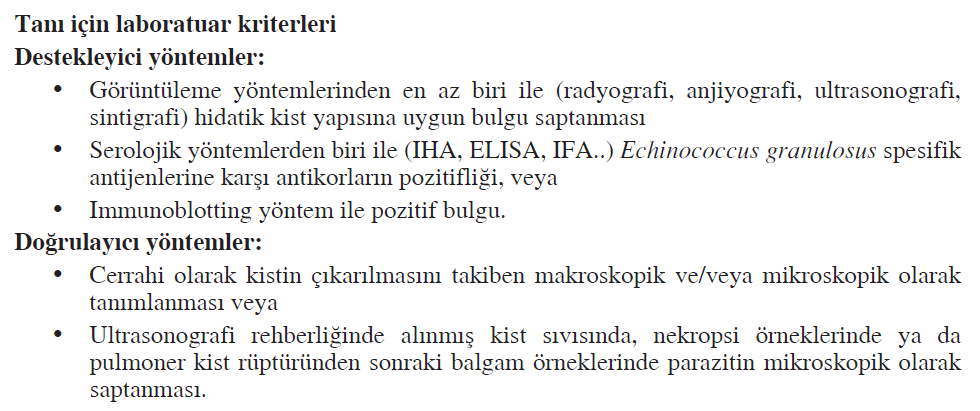 Tanı için laboratuar kriterleri
Destekleyici yöntemler:
• Görüntüleme yöntemlerinden en az biri ile (radyografi, anjiyografi, ultrasonografi,
sintigrafi) hidatik kist yapısına uygun bulgu saptanması
• Serolojik yöntemlerden biri ile (IHA, ELISA, IFA..) Echinococcus granulosus spesifik
antijenlerine karşı antikorların pozitifliği, veya
• Immunoblotting yöntem ile pozitif bulgu.
Doğrulayıcı yöntemler:
• Cerrahi olarak kistin çıkarılmasını takiben makroskopik ve/veya mikroskopik olarak
tanımlanması veya
• Ultrasonografi rehberliğinde alınmış kist sıvısında, nekropsi örneklerinde ya da
pulmoner kist rüptüründen sonraki balgam örneklerinde parazitin mikroskopik olarak
saptanması.